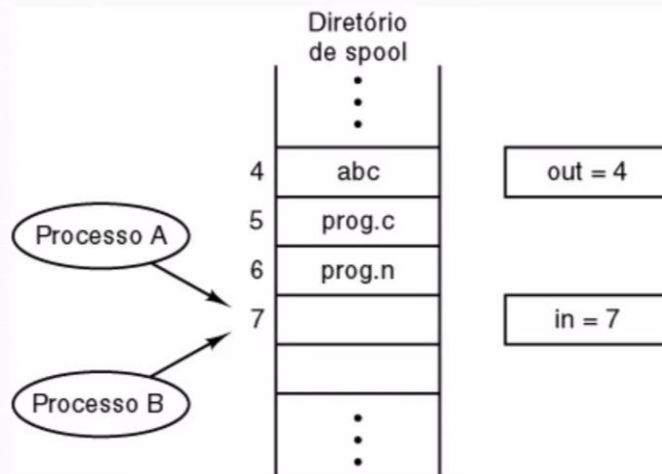 Diretório
de spool
4 abc out = 4
Processo A 5 prog.c
6 prog.n
7 in = 7
Processo B